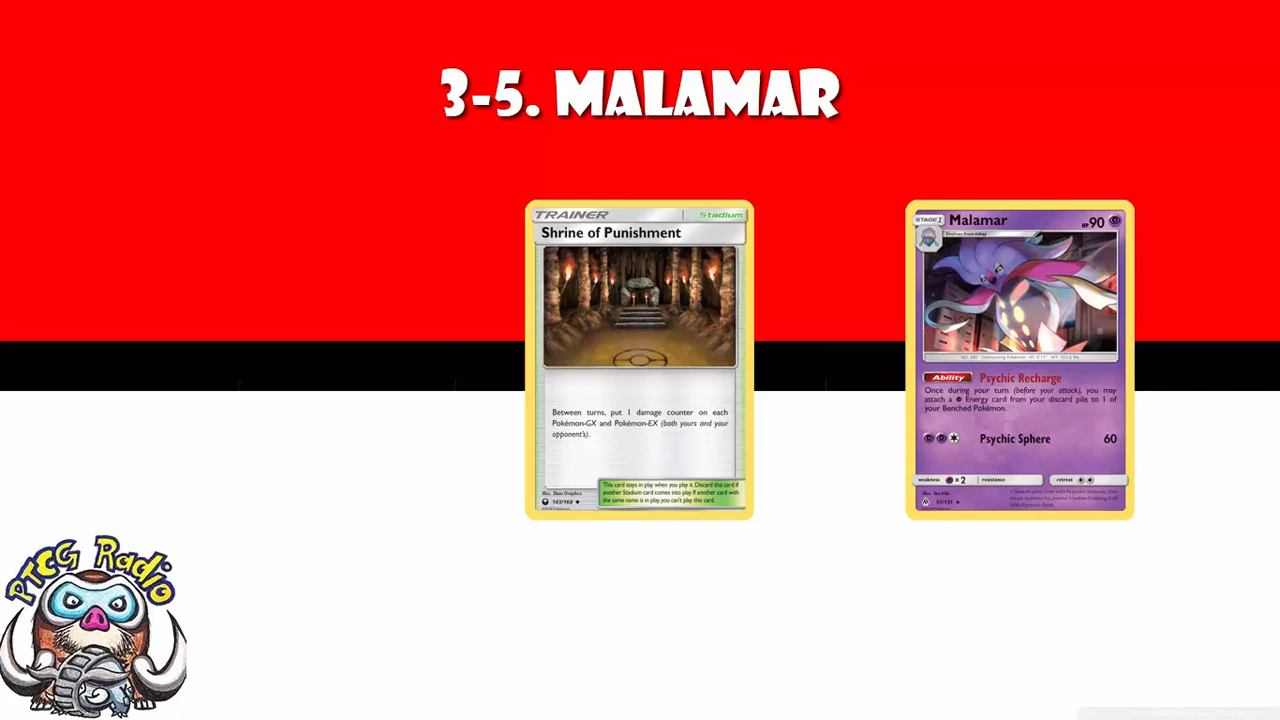 3-5. MALAMAR
TRAINER
Stadium
Shrine of Punishment
Between turns, put 1 damage counter on each
Pokémon-GX and Pokémon-EX (both yours and your
opponent's).
This card stays in play when you play it. Discard this card if
another Stadium card comes into play. If another card with
the same name is in play, you can't play this card.
143/168
STAGE 1
Malamar
HP 90
Ability Psychic Recharge
Once during your turn (before your attack), you may
attach a Energy card from your discard pile to 1 of
your Benched Pokémon.
Psychic Sphere 60
weakness ×2 resistance retreat
51/131
PTCG Radio